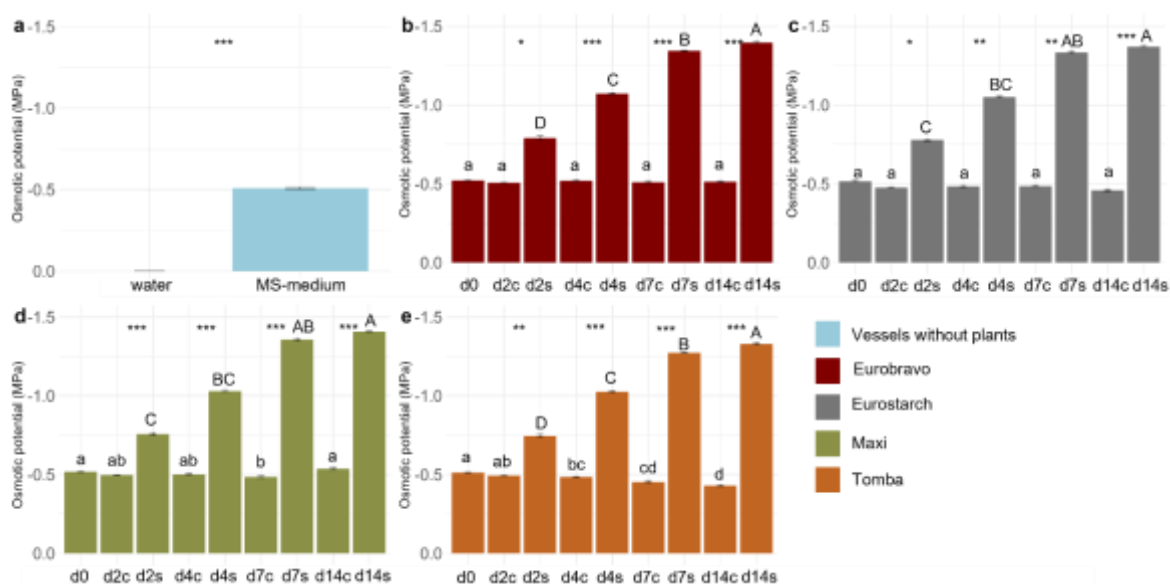 a
Osmotic potential (MPa)
-1.5
-1.0
-0.5
0.0
***
water
MS-medium
b
Osmotic potential (MPa)
-1.5
-1.0
-0.5
0.0
* *** *** ***
a a D a C a B a A
d0 d2c d2s d4c d4s d7c d7s d14c d14s
c
Osmotic potential (MPa)
-1.5
-1.0
-0.5
0.0
* ** ** ***
a a C a BC a AB a A
d0 d2c d2s d4c d4s d7c d7s d14c d14s
d
Osmotic potential (MPa)
-1.5
-1.0
-0.5
0.0
*** *** *** ***
a ab C ab BC b AB a A
d0 d2c d2s d4c d4s d7c d7s d14c d14s
e
Osmotic potential (MPa)
-1.5
-1.0
-0.5
0.0
** *** *** ***
a ab D bc C cd B d A
d0 d2c d2s d4c d4s d7c d7s d14c d14s
Vessels without plants
Eurobravo
Eurostarch
Maxi
Tomba